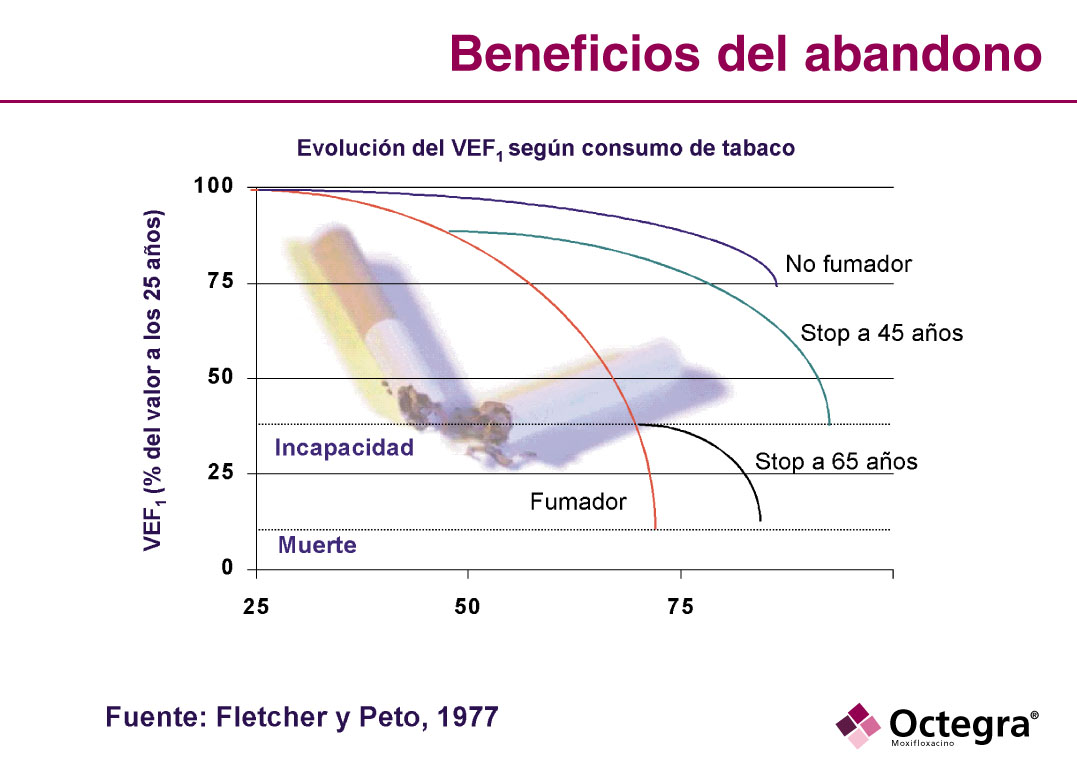 Beneficios del abandono
Evolución del VEF1 según consumo de tabaco
VEF1 (% del valor a los 25 años)
100
75
50
25
0
No fumador
Stop a 45 años
Incapacidad
Stop a 65 años
Fumador
Muerte
25 50 75
Fuente: Fletcher y Peto, 1977
Octegra®
Moxifloxacino